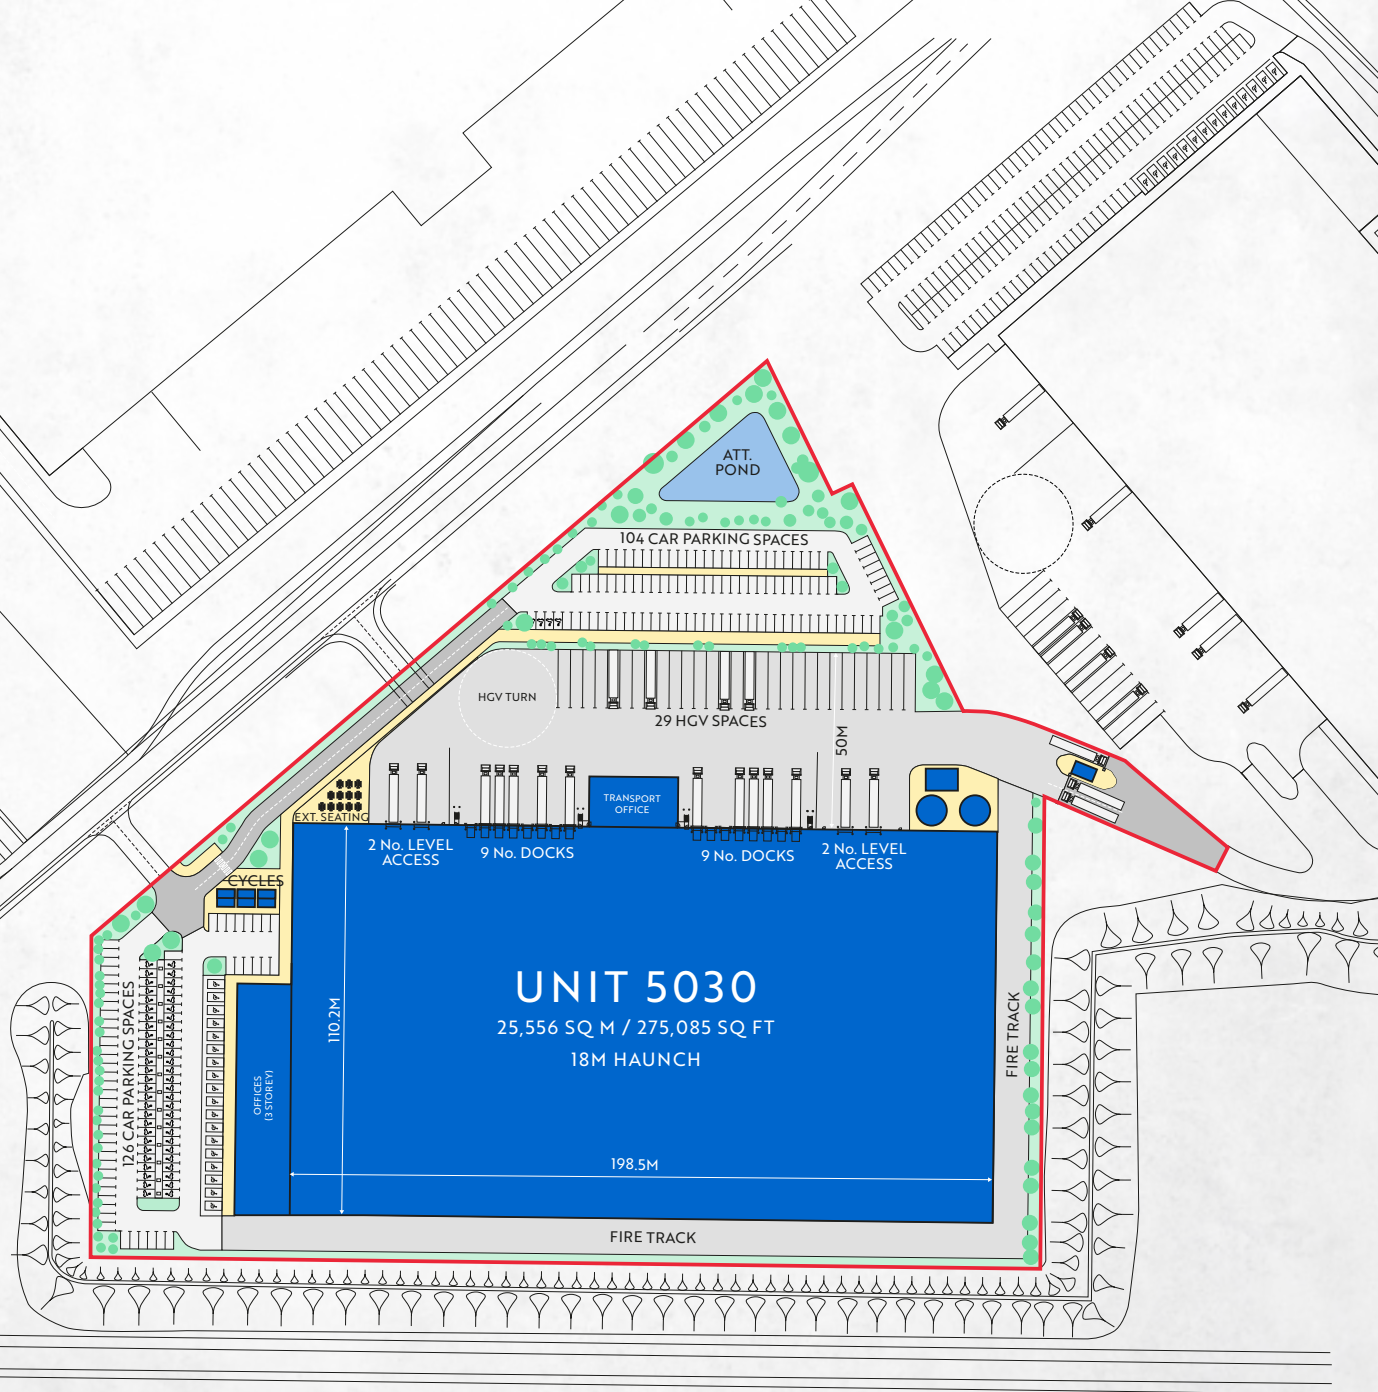 ATT.
POND
104 CAR PARKING SPACES
HGV TURN
29 HGV SPACES
50M
EXT. SEATING
TRANSPORT
OFFICE
2 No. LEVEL
ACCESS
9 No. DOCKS
9 No. DOCKS
2 No. LEVEL
ACCESS
CYCLES
UNIT 5030
25,556 SQ M / 275,085 SQ FT
18M HAUNCH
110.2M
126 CAR PARKING SPACES
OFFICES
(3 STOREY)
FIRE TRACK
198.5M
FIRE TRACK